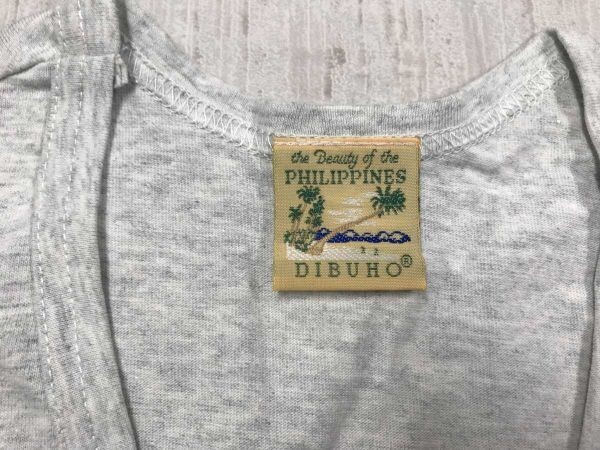 the Beauty of the
PHILIPPINES
DIBUHO®